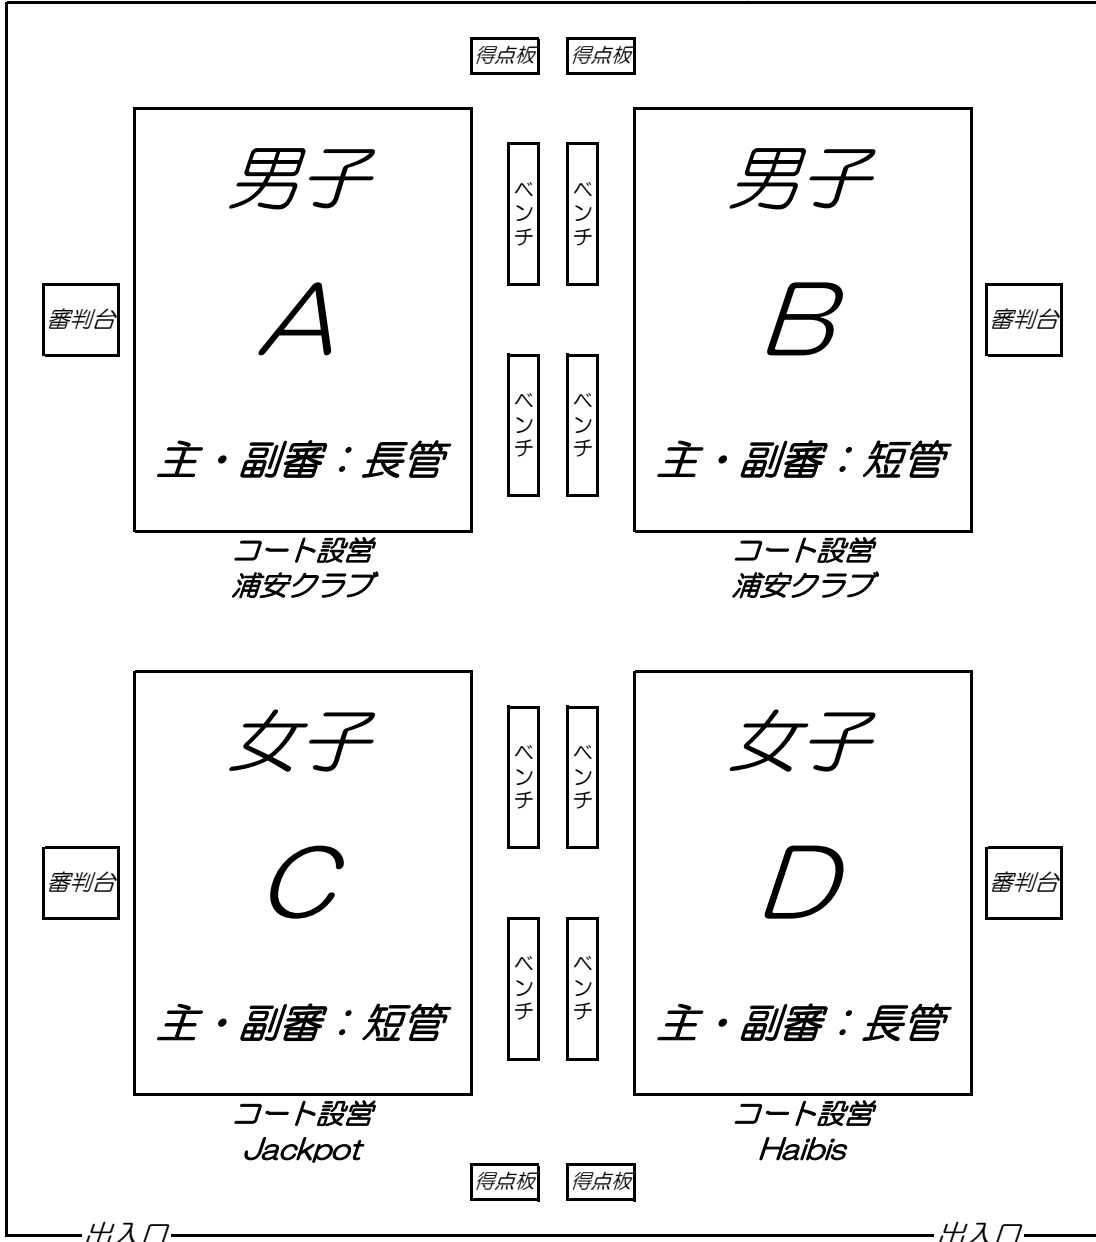 得点板 得点板
男子
男子
ベンチ
ベンチ
審判台
A
B
審判台
ベンチ
ベンチ
主・副審：長管
主・副審：短管
コート設営
浦安クラブ
コート設営
浦安クラブ
女子
女子
ベンチ
ベンチ
審判台
C
D
審判台
ベンチ
ベンチ
主・副審：短管
主・副審：長管
コート設営
Jackpot
コート設営
Haibis
得点板 得点板
出入口
出入口